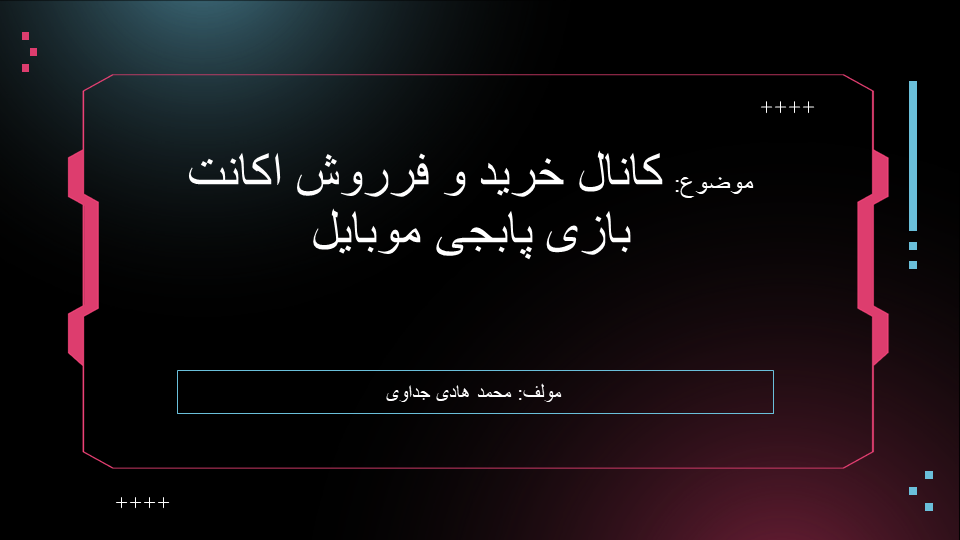 ++++
موضوع: کانال خرید و فرروش اکانت
بازی پابجی موبایل
مولف: محمد هادی جداوی
++++